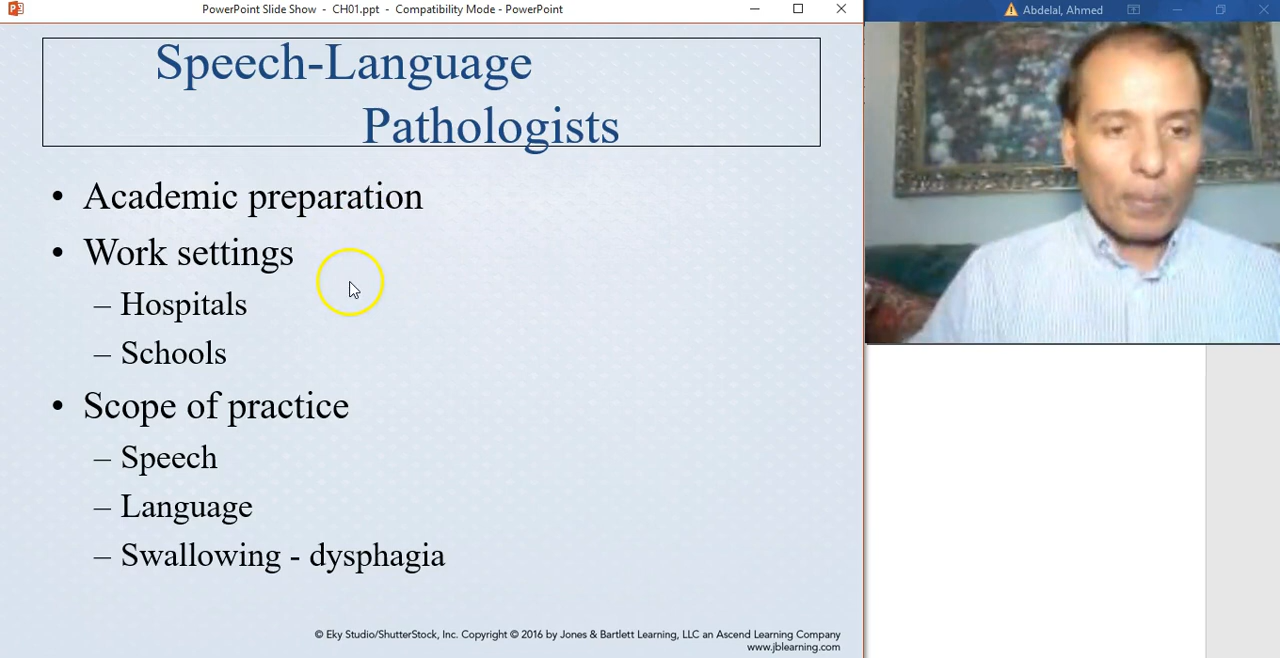 PowerPoint Slide Show - CH01.ppt - Compatibility Mode - PowerPoint
Abdelal, Ahmed
Speech-Language
Pathologists
• Academic preparation
• Work settings
– Hospitals
– Schools
• Scope of practice
– Speech
– Language
– Swallowing - dysphagia
© Eky Studio/ShutterStock, Inc. Copyright © 2016 by Jones & Bartlett Learning, LLC an Ascend Learning Company
www.jblearning.com